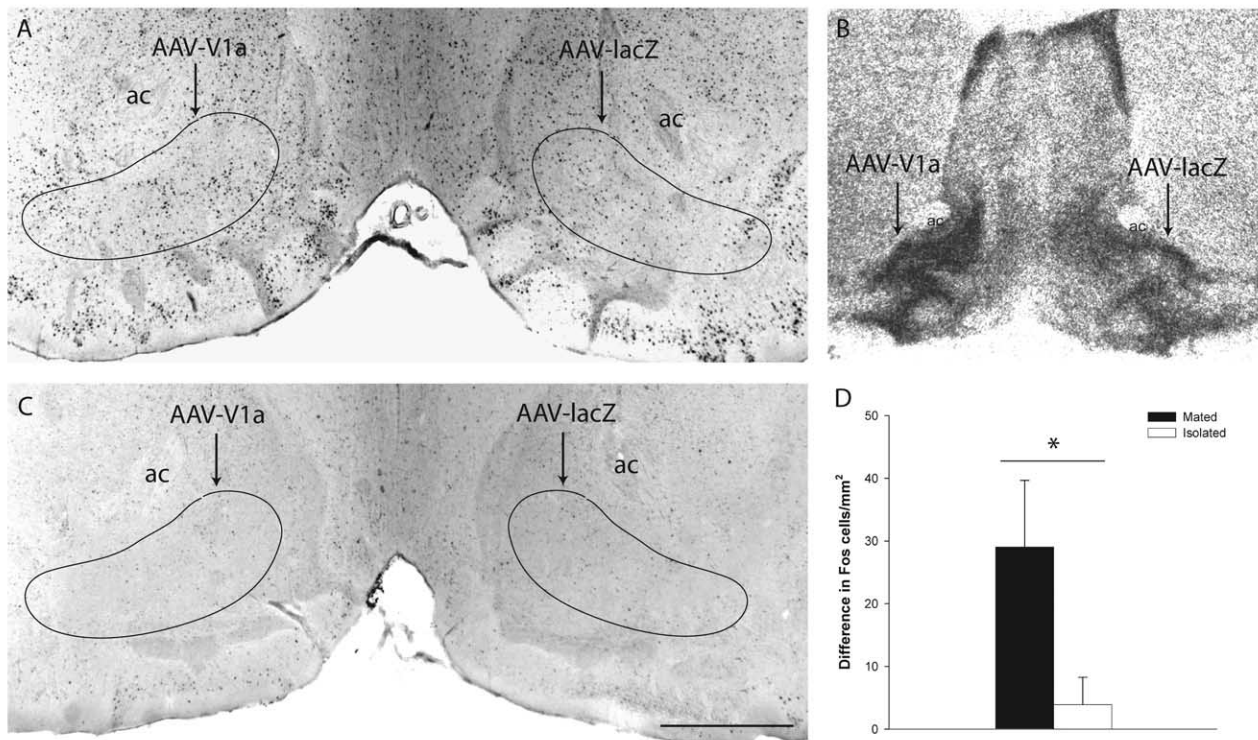 A
AAV-V1a
AAV-lacZ
ac
ac
B
AAV-V1a
AAV-lacZ
ac
ac
C
AAV-V1a
AAV-lacZ
ac
ac
D
50
40
30
20
10
0
Difference in Fos cells/mm²
Mated
Isolated
*